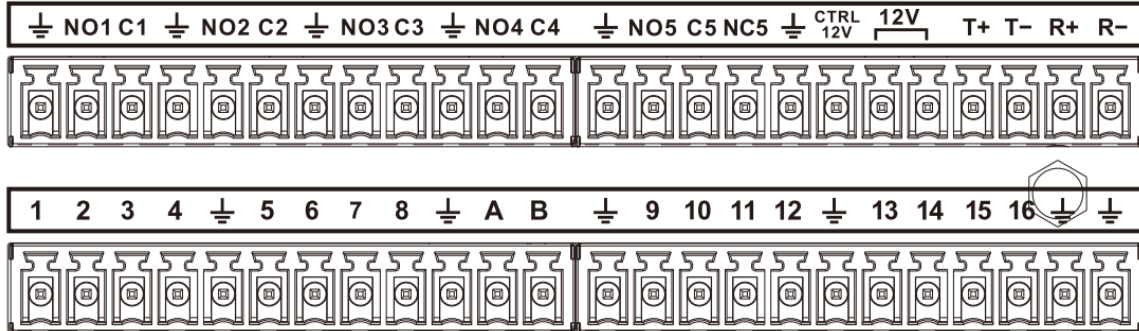 ⏚ NO1 C1 ⏚ NO2 C2 ⏚ NO3 C3 ⏚ NO4 C4 ⏚ NO5 C5 NC5 ⏚ CTRL 12V 12V T+ T− R+ R−
1 2 3 4 ⏚ 5 6 7 8 ⏚ A B ⏚ 9 10 11 12 ⏚ 13 14 15 16 ⏚ ⏚